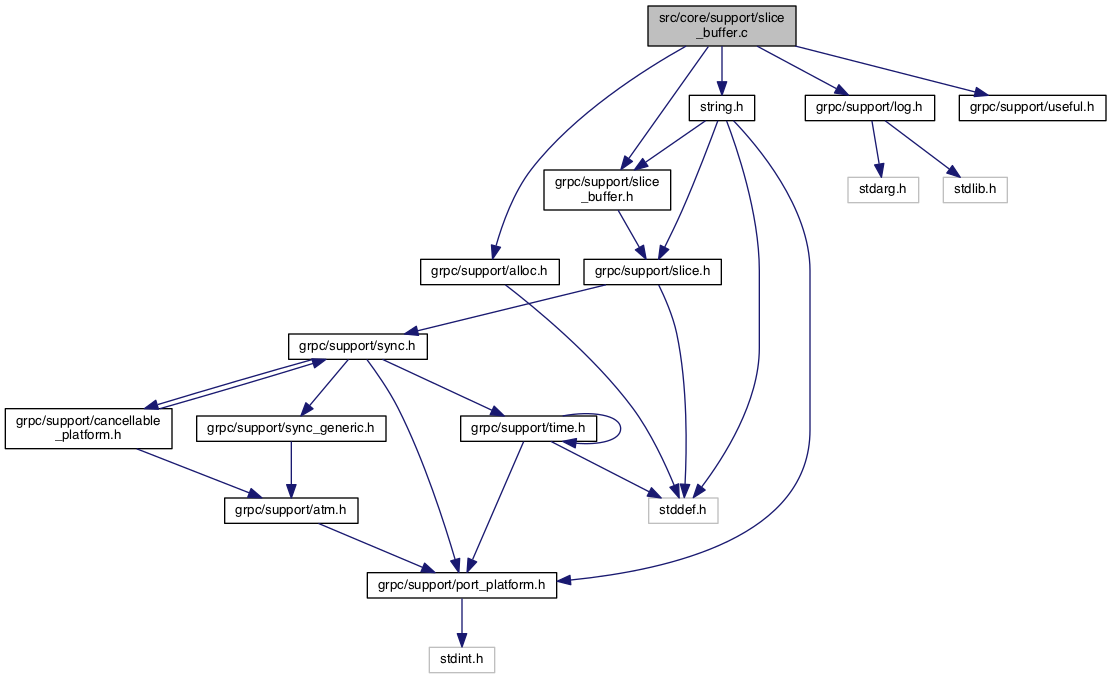 src/core/support/slice
_buffer.c
string.h
grpc/support/log.h
grpc/support/useful.h
grpc/support/slice
_buffer.h
stdarg.h
stdlib.h
grpc/support/alloc.h
grpc/support/slice.h
grpc/support/sync.h
grpc/support/cancellable
_platform.h
grpc/support/sync_generic.h
grpc/support/time.h
grpc/support/atm.h
stddef.h
grpc/support/port_platform.h
stdint.h